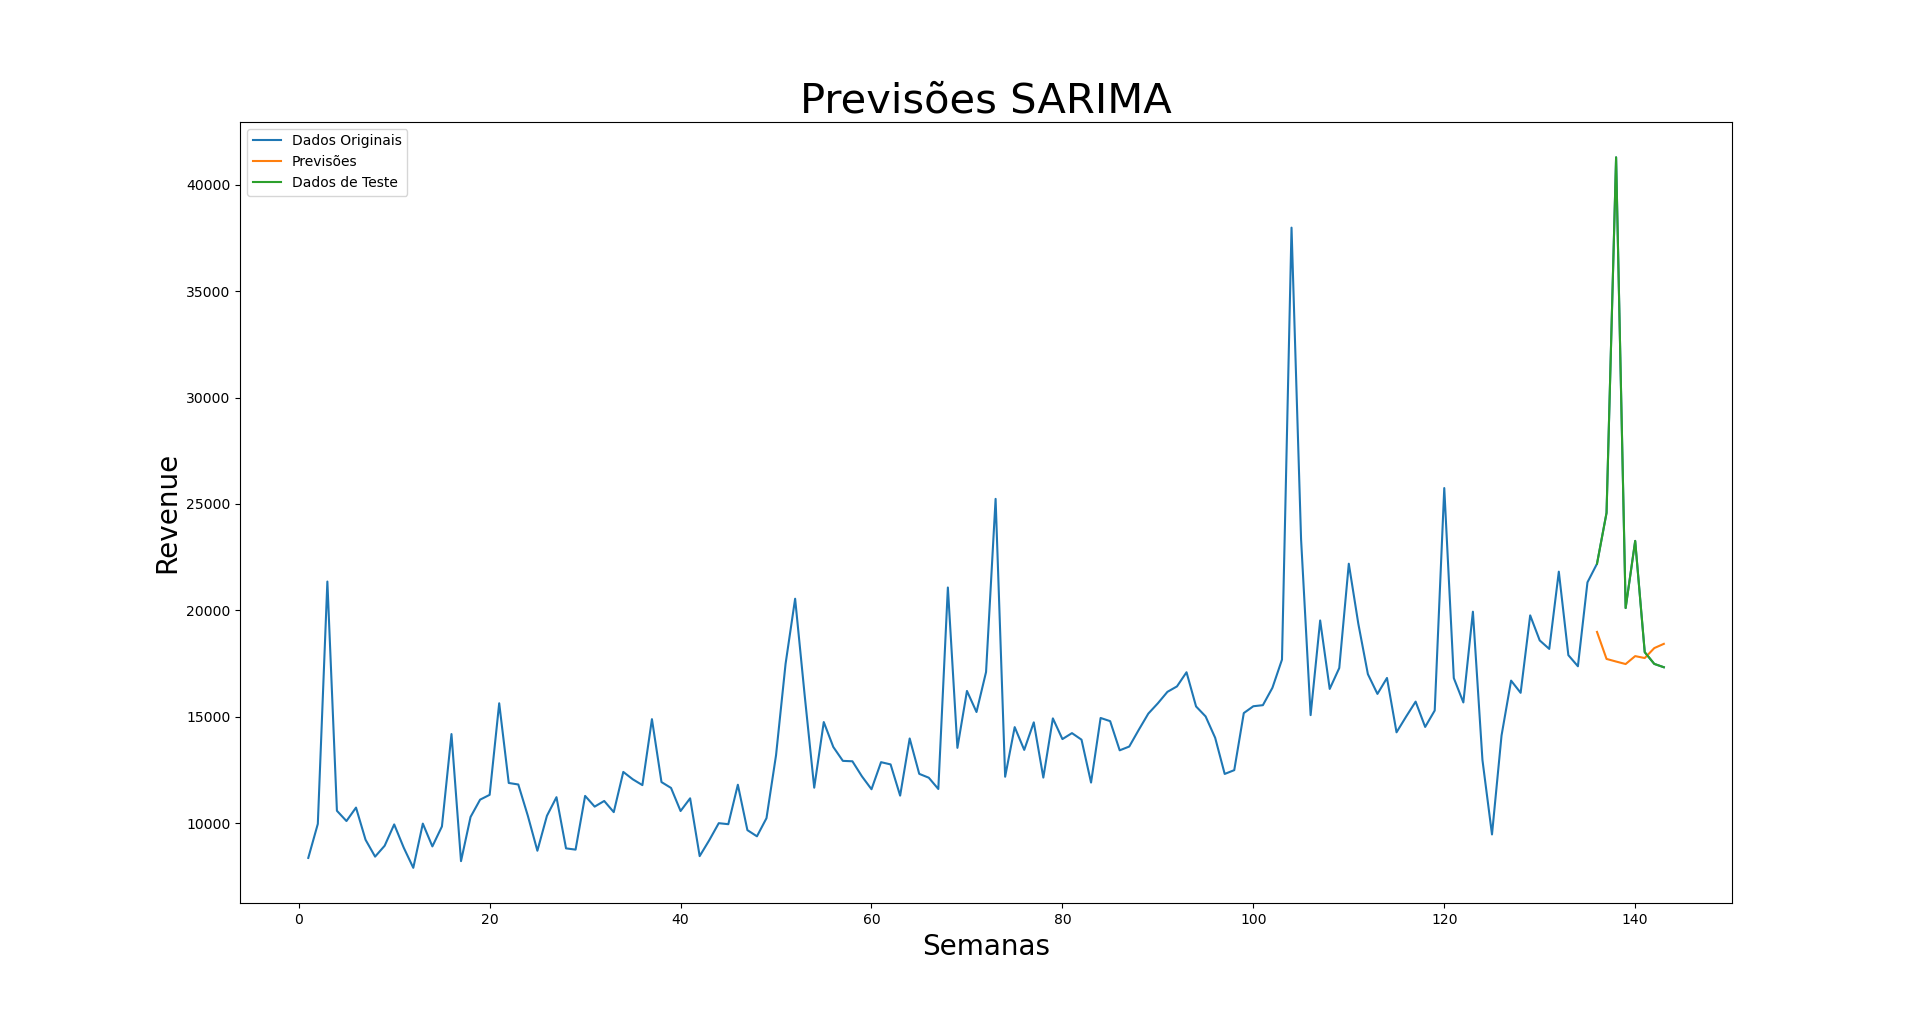 Previsões SARIMA
Dados Originais
Previsões
Dados de Teste
40000
35000
30000
25000
20000
15000
10000
Revenue
0 20 40 60 80 100 120 140
Semanas